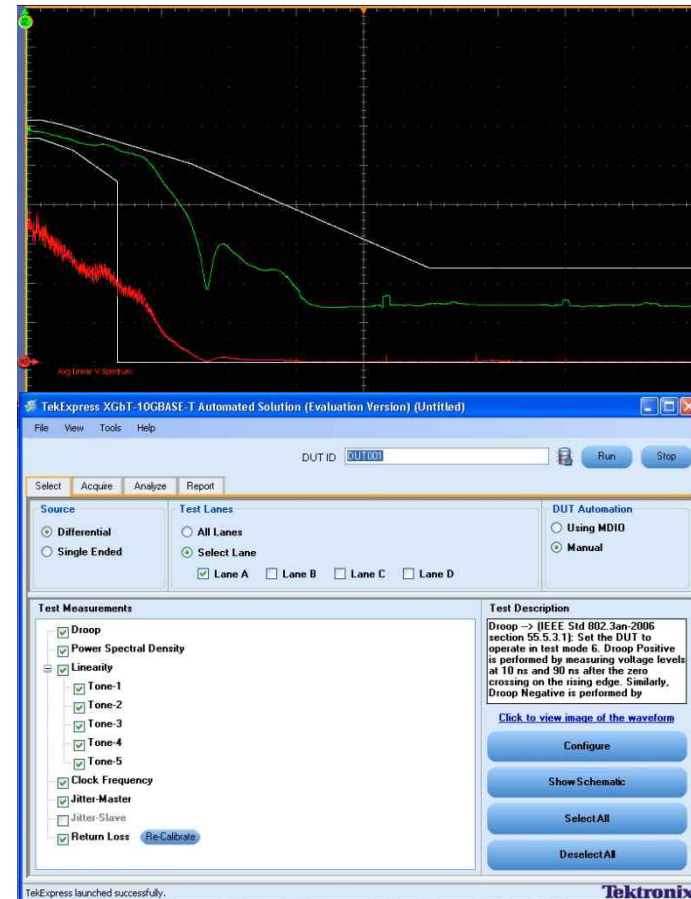 Avg Linear V Spectrum
TekExpress XGbT-10GBASE-T Automated Solution (Evaluation Version) (Untitled)
File View Tools Help
DUT ID DUT001 Run Stop
Select Acquire Analyze Report
Source Test Lanes DUT Automation
Differential All Lanes Using MDIO
Single Ended Select Lane Manual
Lane A Lane B Lane C Lane D
Test Measurements Test Description
Droop
Power Spectral Density
Linearity
Tone-1
Tone-2
Tone-3
Tone-4
Tone-5
Clock Frequency
Jitter-Master
Jitter-Slave
Return Loss Re-Calibrate
Droop --> (IEEE Std 802.3an-2006
section 55.5.3.1): Set the DUT to
operate in test mode 6. Droop Positive
is performed by measuring voltage levels
at 10 ns and 90 ns after the zero
crossing on the rising edge. Similarly,
Droop Negative is performed by
Click to view image of the waveform
Configure
Show Schematic
Select All
Deselect All
TekExpress launched successfully. Tektronix